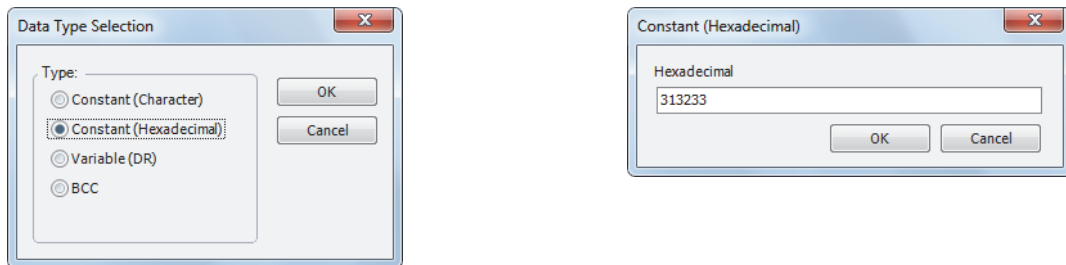 Data Type Selection
Type:
Constant (Character)
Constant (Hexadecimal)
Variable (DR)
BCC
OK
Cancel
Constant (Hexadecimal)
Hexadecimal
313233
OK
Cancel